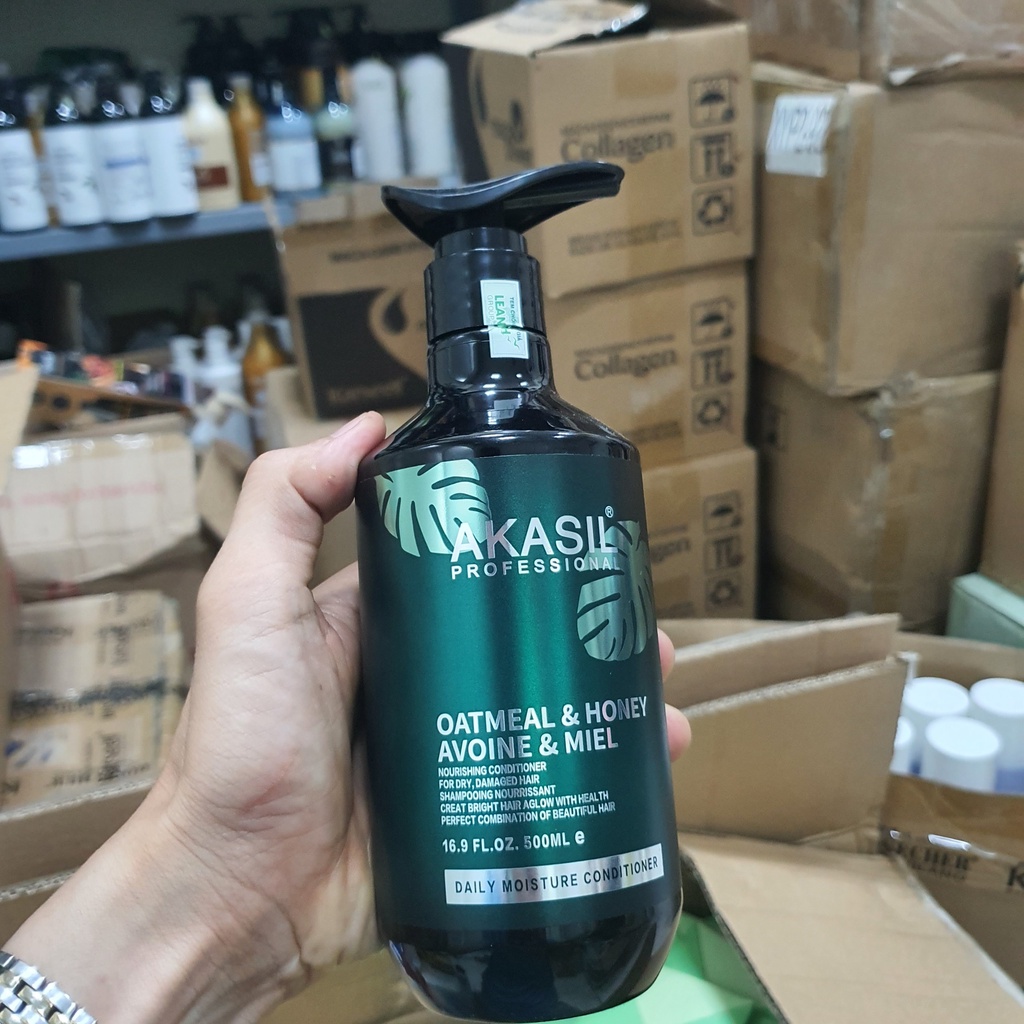 Collagen
LEANH
Collagen
AKASIL®
PROFESSIONAL
OATMEAL & HONEY
AVOINE & MIEL
NOURISHING CONDITIONER
FOR DRY, DAMAGED HAIR
SHAMPOOING NOURRISSANT
CREAT BRIGHT HAIR AGLOW WITH HEALTH
PERFECT COMBINATION OF BEAUTIFUL HAIR
16.9 FL.OZ. 500ML e
DAILY MOISTURE CONDITIONER